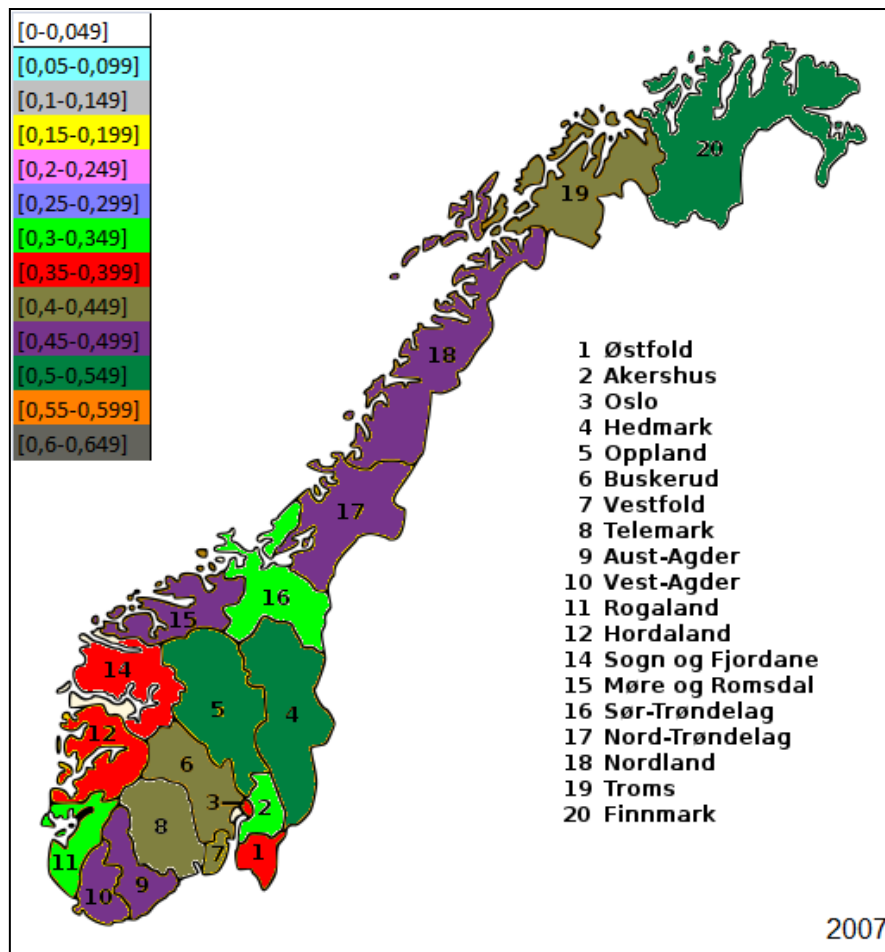 [0-0,049]
[0,05-0,099]
[0,1-0,149]
[0,15-0,199]
[0,2-0,249]
[0,25-0,299]
[0,3-0,349]
[0,35-0,399]
[0,4-0,449]
[0,45-0,499]
[0,5-0,549]
[0,55-0,599]
[0,6-0,649]
20
19
18
17
16
15
14
5
4
12
6
3
2
8
7
1
11
9
10
1 Østfold
2 Akershus
3 Oslo
4 Hedmark
5 Oppland
6 Buskerud
7 Vestfold
8 Telemark
9 Aust-Agder
10 Vest-Agder
11 Rogaland
12 Hordaland
14 Sogn og Fjordane
15 Møre og Romsdal
16 Sør-Trøndelag
17 Nord-Trøndelag
18 Nordland
19 Troms
20 Finnmark
2007